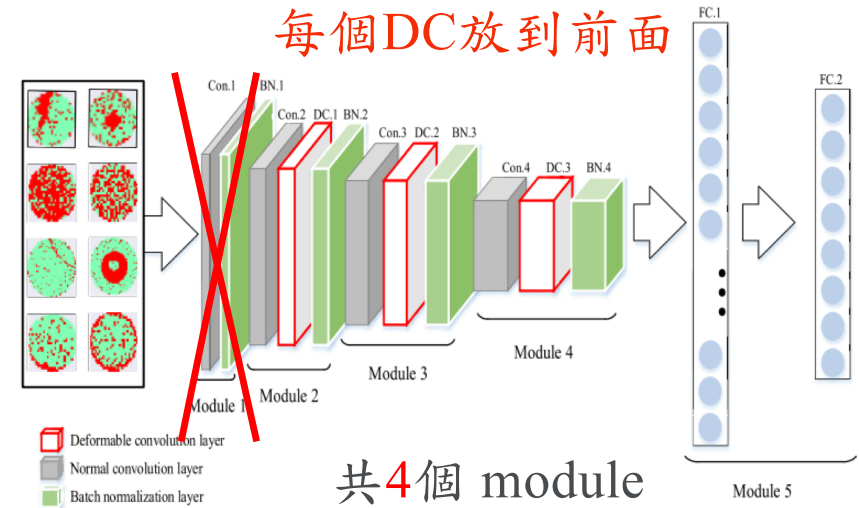 每個DC放到前面
FC.1
FC.2
Con.1
BN.1
Con.2
DC.1
BN.2
Con.3
DC.2
BN.3
Con.4
DC.3
BN.4
Module 1
Module 2
Module 3
Module 4
Module 5
Deformable convolution layer
Normal convolution layer
Batch normalization layer
共4個 module